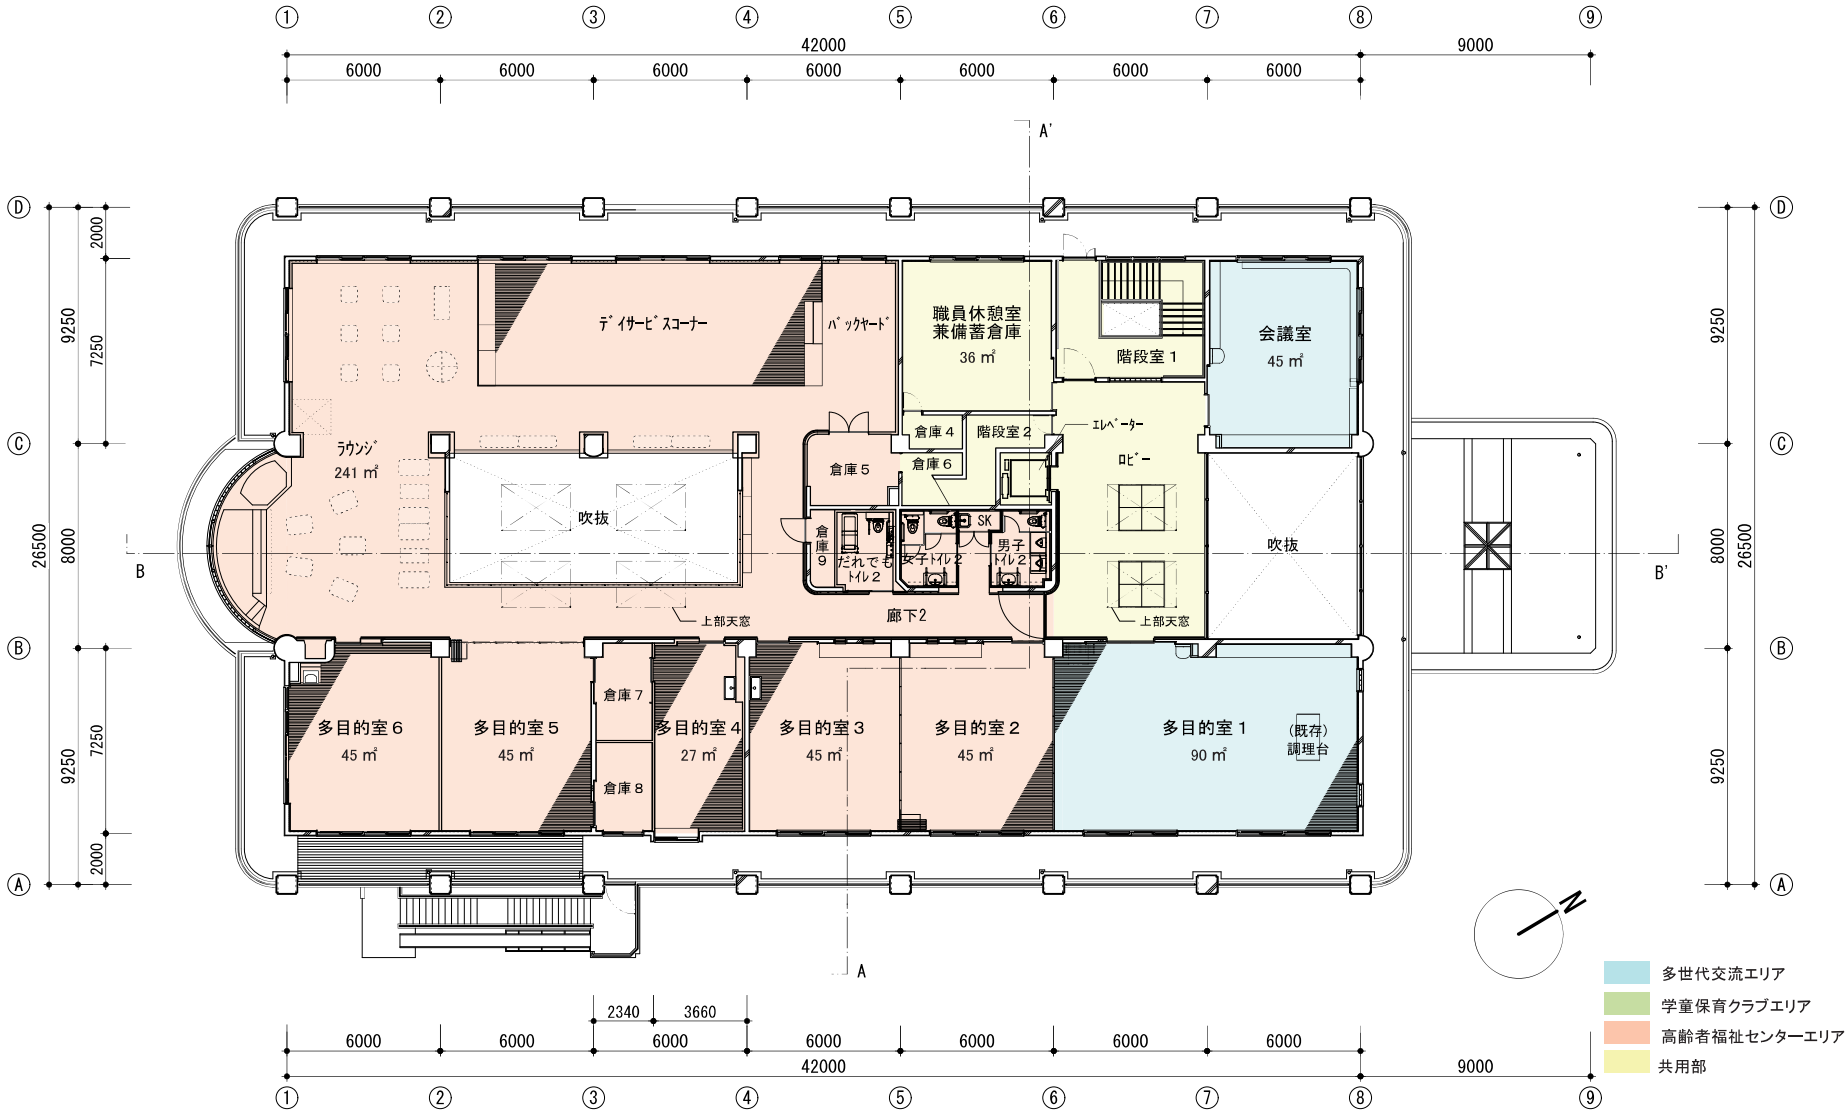 ① ② ③ ④ ⑤ ⑥ ⑦ ⑧ ⑨
42000 9000
6000 6000 6000 6000 6000 6000 6000
A'
Ⓓ Ⓓ
2000
9250
7250
9250
デイサービスコーナー
バックヤード
職員休憩室
兼備蓄倉庫
36 ㎡
階段室1
会議室
45 ㎡
Ⓒ Ⓒ
ラウンジ
241 ㎡
倉庫4
階段室2
エレベーター
倉庫5
倉庫6
ロビー
吹抜
倉庫9
だれでも
トイレ2
女子トイレ2
SK
男子
トイレ2
吹抜
26500
8000
8000
26500
B
B'
上部天窓
廊下2
上部天窓
Ⓑ Ⓑ
多目的室6
45 ㎡
多目的室5
45 ㎡
倉庫7
倉庫8
多目的室4
27 ㎡
多目的室3
45 ㎡
多目的室2
45 ㎡
多目的室1
90 ㎡
(既存)
調理台
9250
7250
9250
2000
Ⓐ Ⓐ
A
N
多世代交流エリア
学童保育クラブエリア
高齢者福祉センターエリア
共用部
2340 3660
6000 6000 6000 6000 6000 6000 6000
42000 9000
① ② ③ ④ ⑤ ⑥ ⑦ ⑧ ⑨